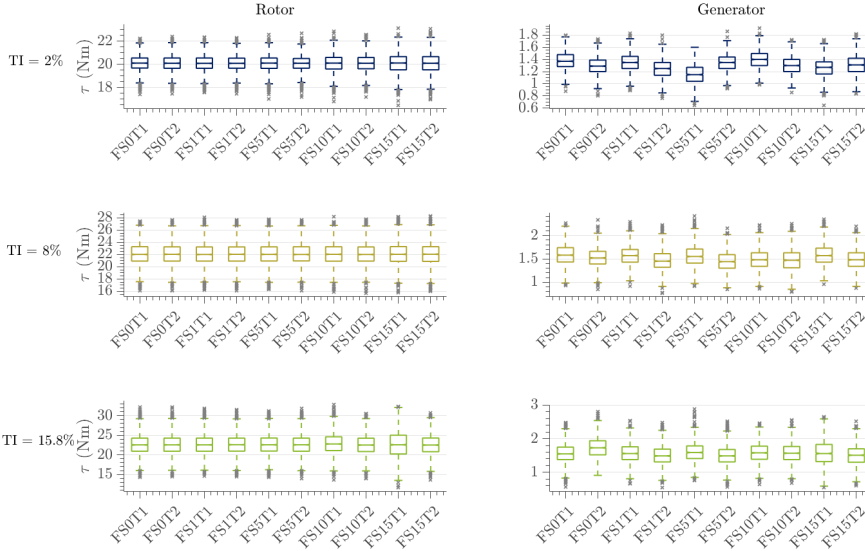 Rotor
Generator
TI = 2%
τ (Nm)
22
20
18
1.8
1.6
1.4
1.2
1
0.8
0.6
FS0T1 FS0T2 FS1T1 FS1T2 FS5T1 FS5T2 FS10T1 FS10T2 FS15T1 FS15T2
FS0T1 FS0T2 FS1T1 FS1T2 FS5T1 FS5T2 FS10T1 FS10T2 FS15T1 FS15T2
TI = 8%
τ (Nm)
28
26
24
22
20
18
16
2
1.5
1
FS0T1 FS0T2 FS1T1 FS1T2 FS5T1 FS5T2 FS10T1 FS10T2 FS15T1 FS15T2
FS0T1 FS0T2 FS1T1 FS1T2 FS5T1 FS5T2 FS10T1 FS10T2 FS15T1 FS15T2
TI = 15.8%
τ (Nm)
30
25
20
15
3
2
1
FS0T1 FS0T2 FS1T1 FS1T2 FS5T1 FS5T2 FS10T1 FS10T2 FS15T1 FS15T2
FS0T1 FS0T2 FS1T1 FS1T2 FS5T1 FS5T2 FS10T1 FS10T2 FS15T1 FS15T2